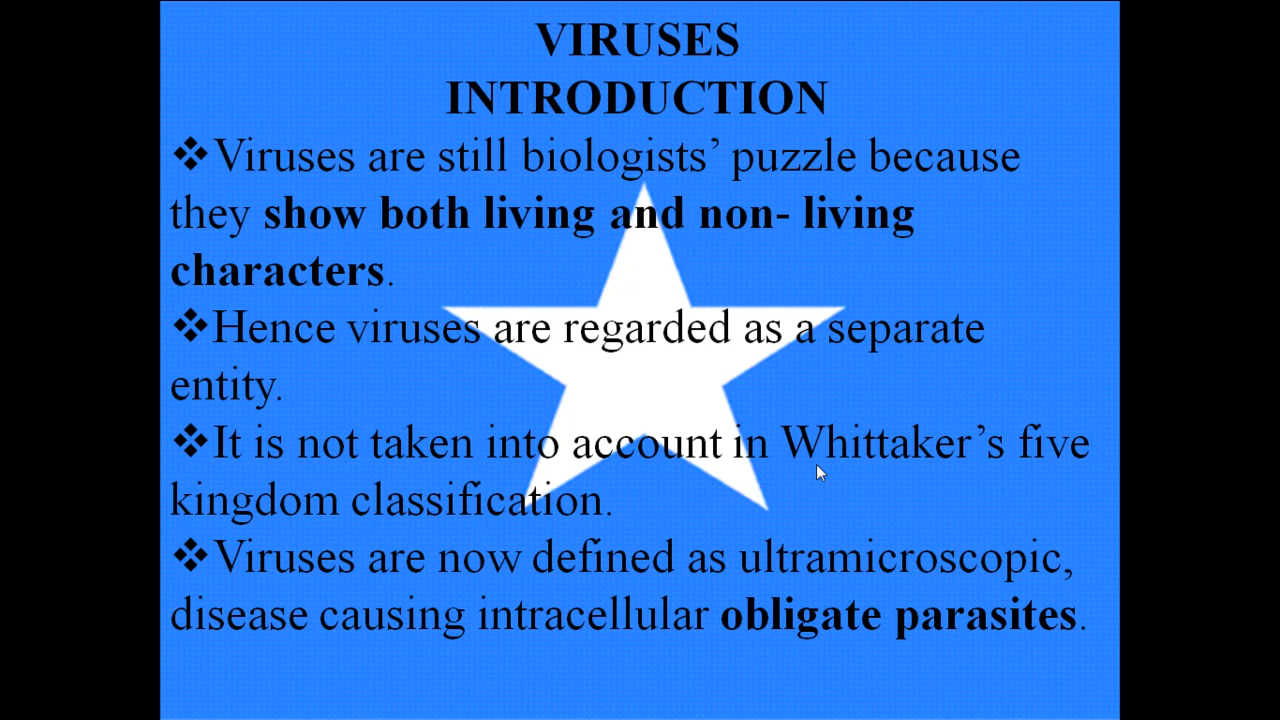 VIRUSES
INTRODUCTION
❖Viruses are still biologists’ puzzle because
they show both living and non- living
characters.
❖Hence viruses are regarded as a separate
entity.
❖It is not taken into account in Whittaker’s five
kingdom classification.
❖Viruses are now defined as ultramicroscopic,
disease causing intracellular obligate parasites.